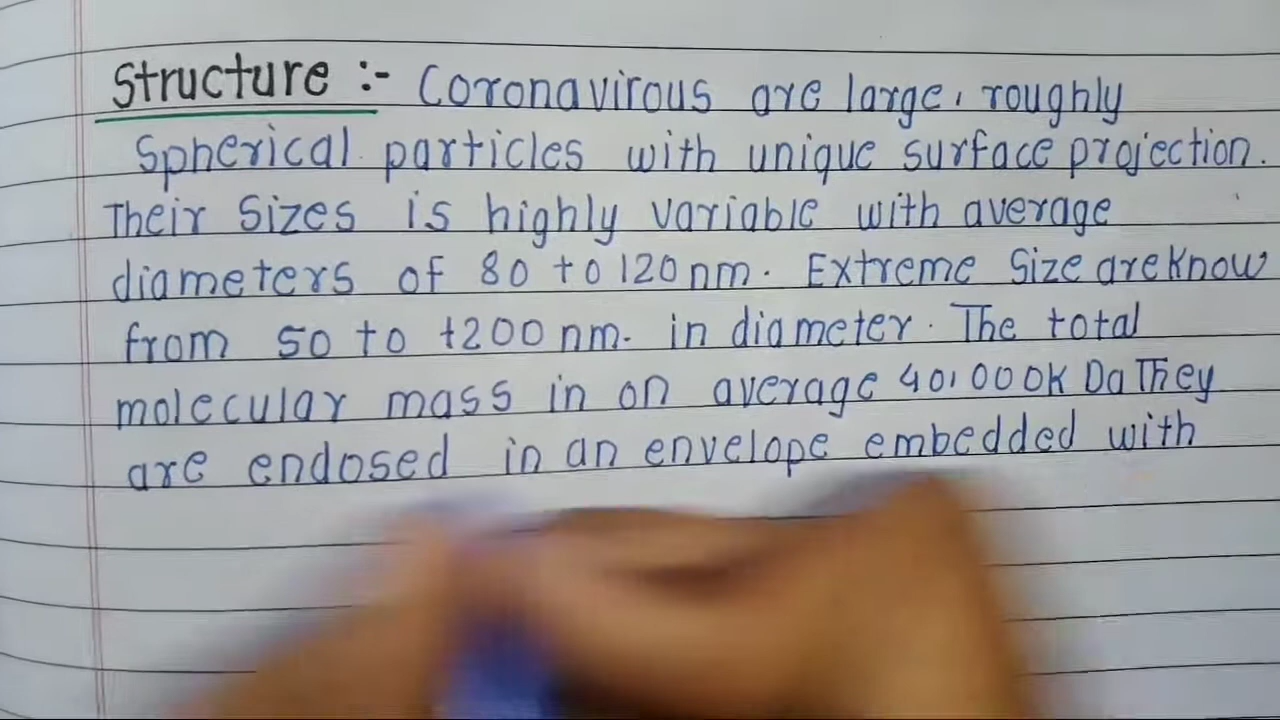 Structure :- Coronavirous are large, roughly
Spherical particles with unique surface projection.
Their Sizes is highly variable with average
diameters of 80 to 120 nm. Extreme Size are Know
from 50 to +200 nm. in diameter. The total
molecular mass in on average 40,000 K Da They
are endosed in an envelope embedded with